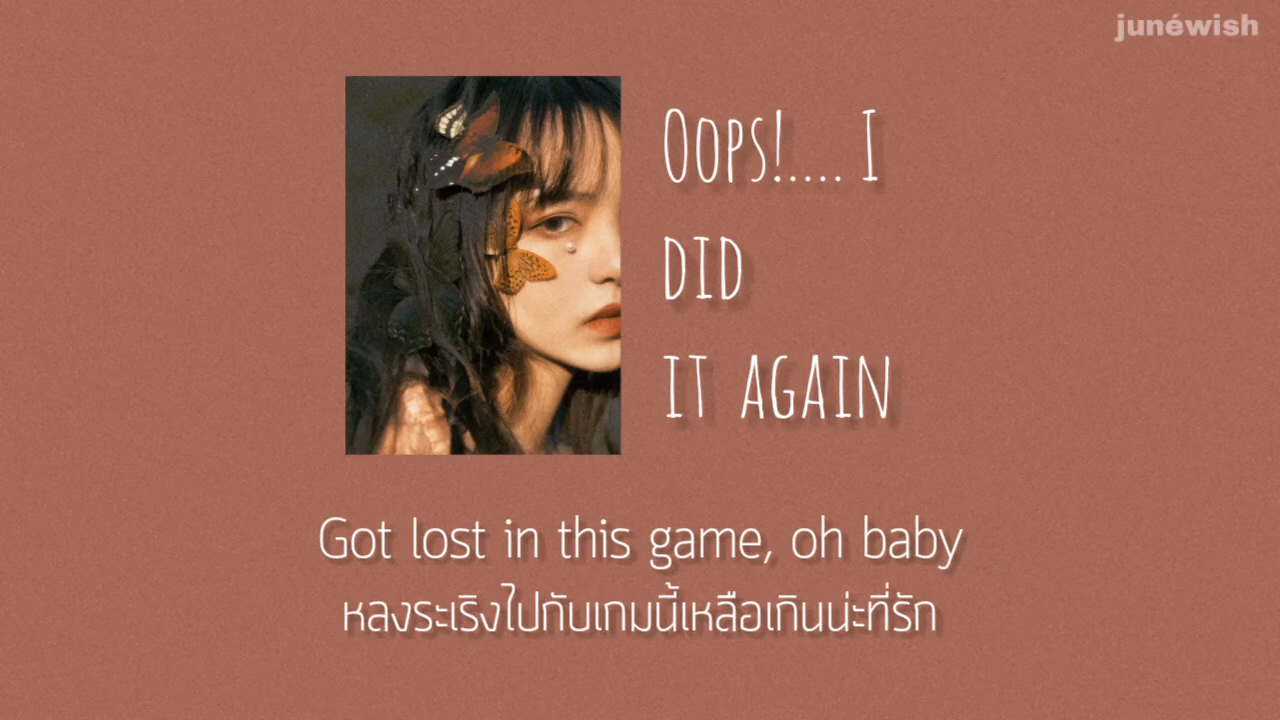 junéwish
Oops!.... I
did
it again
Got lost in this game, oh baby
หลงระเริงไปกับเกมนี้เหลือเกินน่ะที่รัก